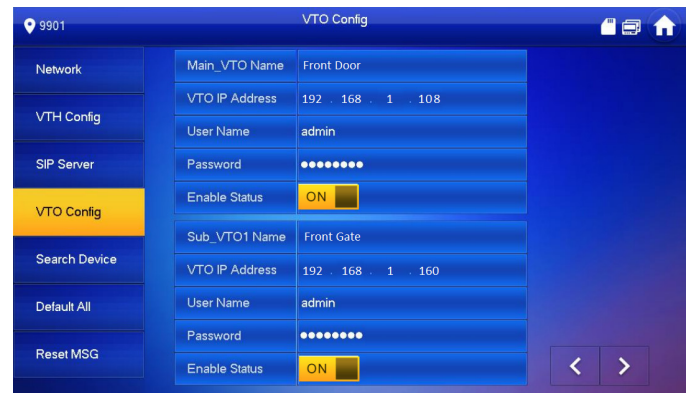 9901
VTO Config
Network
VTH Config
SIP Server
VTO Config
Search Device
Default All
Reset MSG
Main_VTO Name Front Door
VTO IP Address 192 . 168 . 1 . 108
User Name admin
Password ●●●●●●●●
Enable Status ON
Sub_VTO1 Name Front Gate
VTO IP Address 192 . 168 . 1 . 160
User Name admin
Password ●●●●●●●●
Enable Status ON